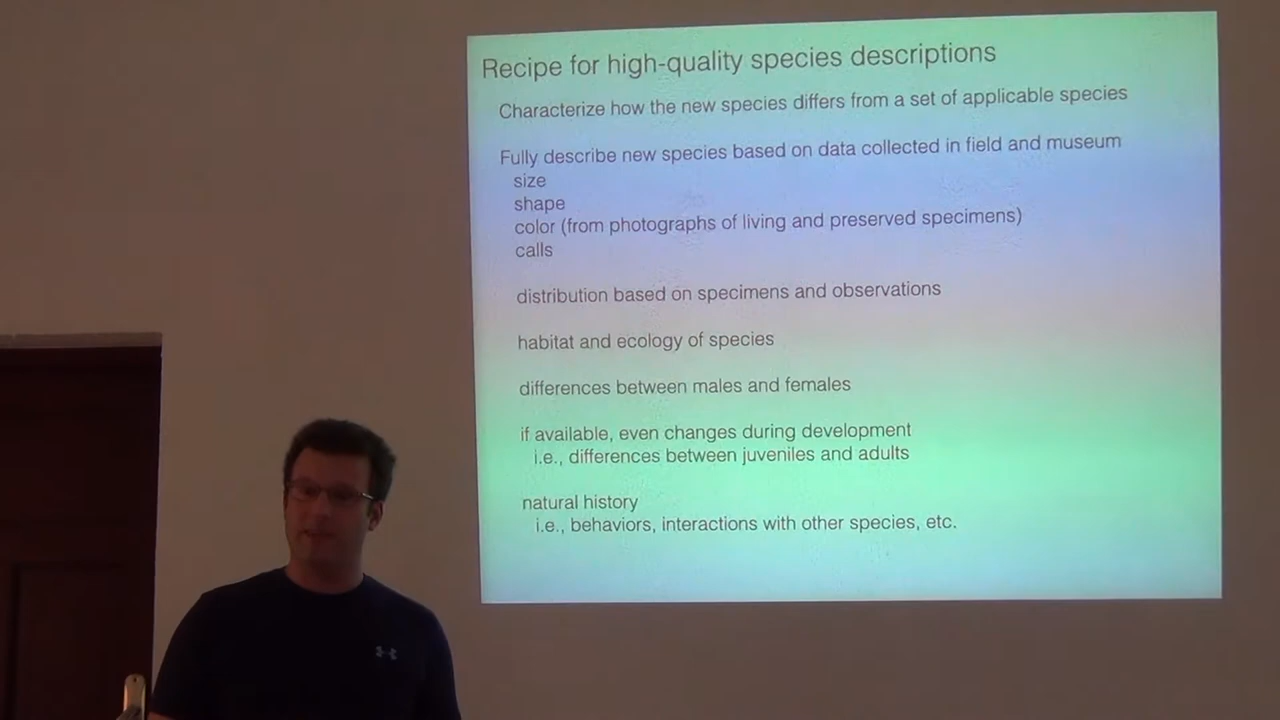 Recipe for high-quality species descriptions
Characterize how the new species differs from a set of applicable species
Fully describe new species based on data collected in field and museum
size
shape
color (from photographs of living and preserved specimens)
calls
distribution based on specimens and observations
habitat and ecology of species
differences between males and females
if available, even changes during development
i.e., differences between juveniles and adults
natural history
i.e., behaviors, interactions with other species, etc.